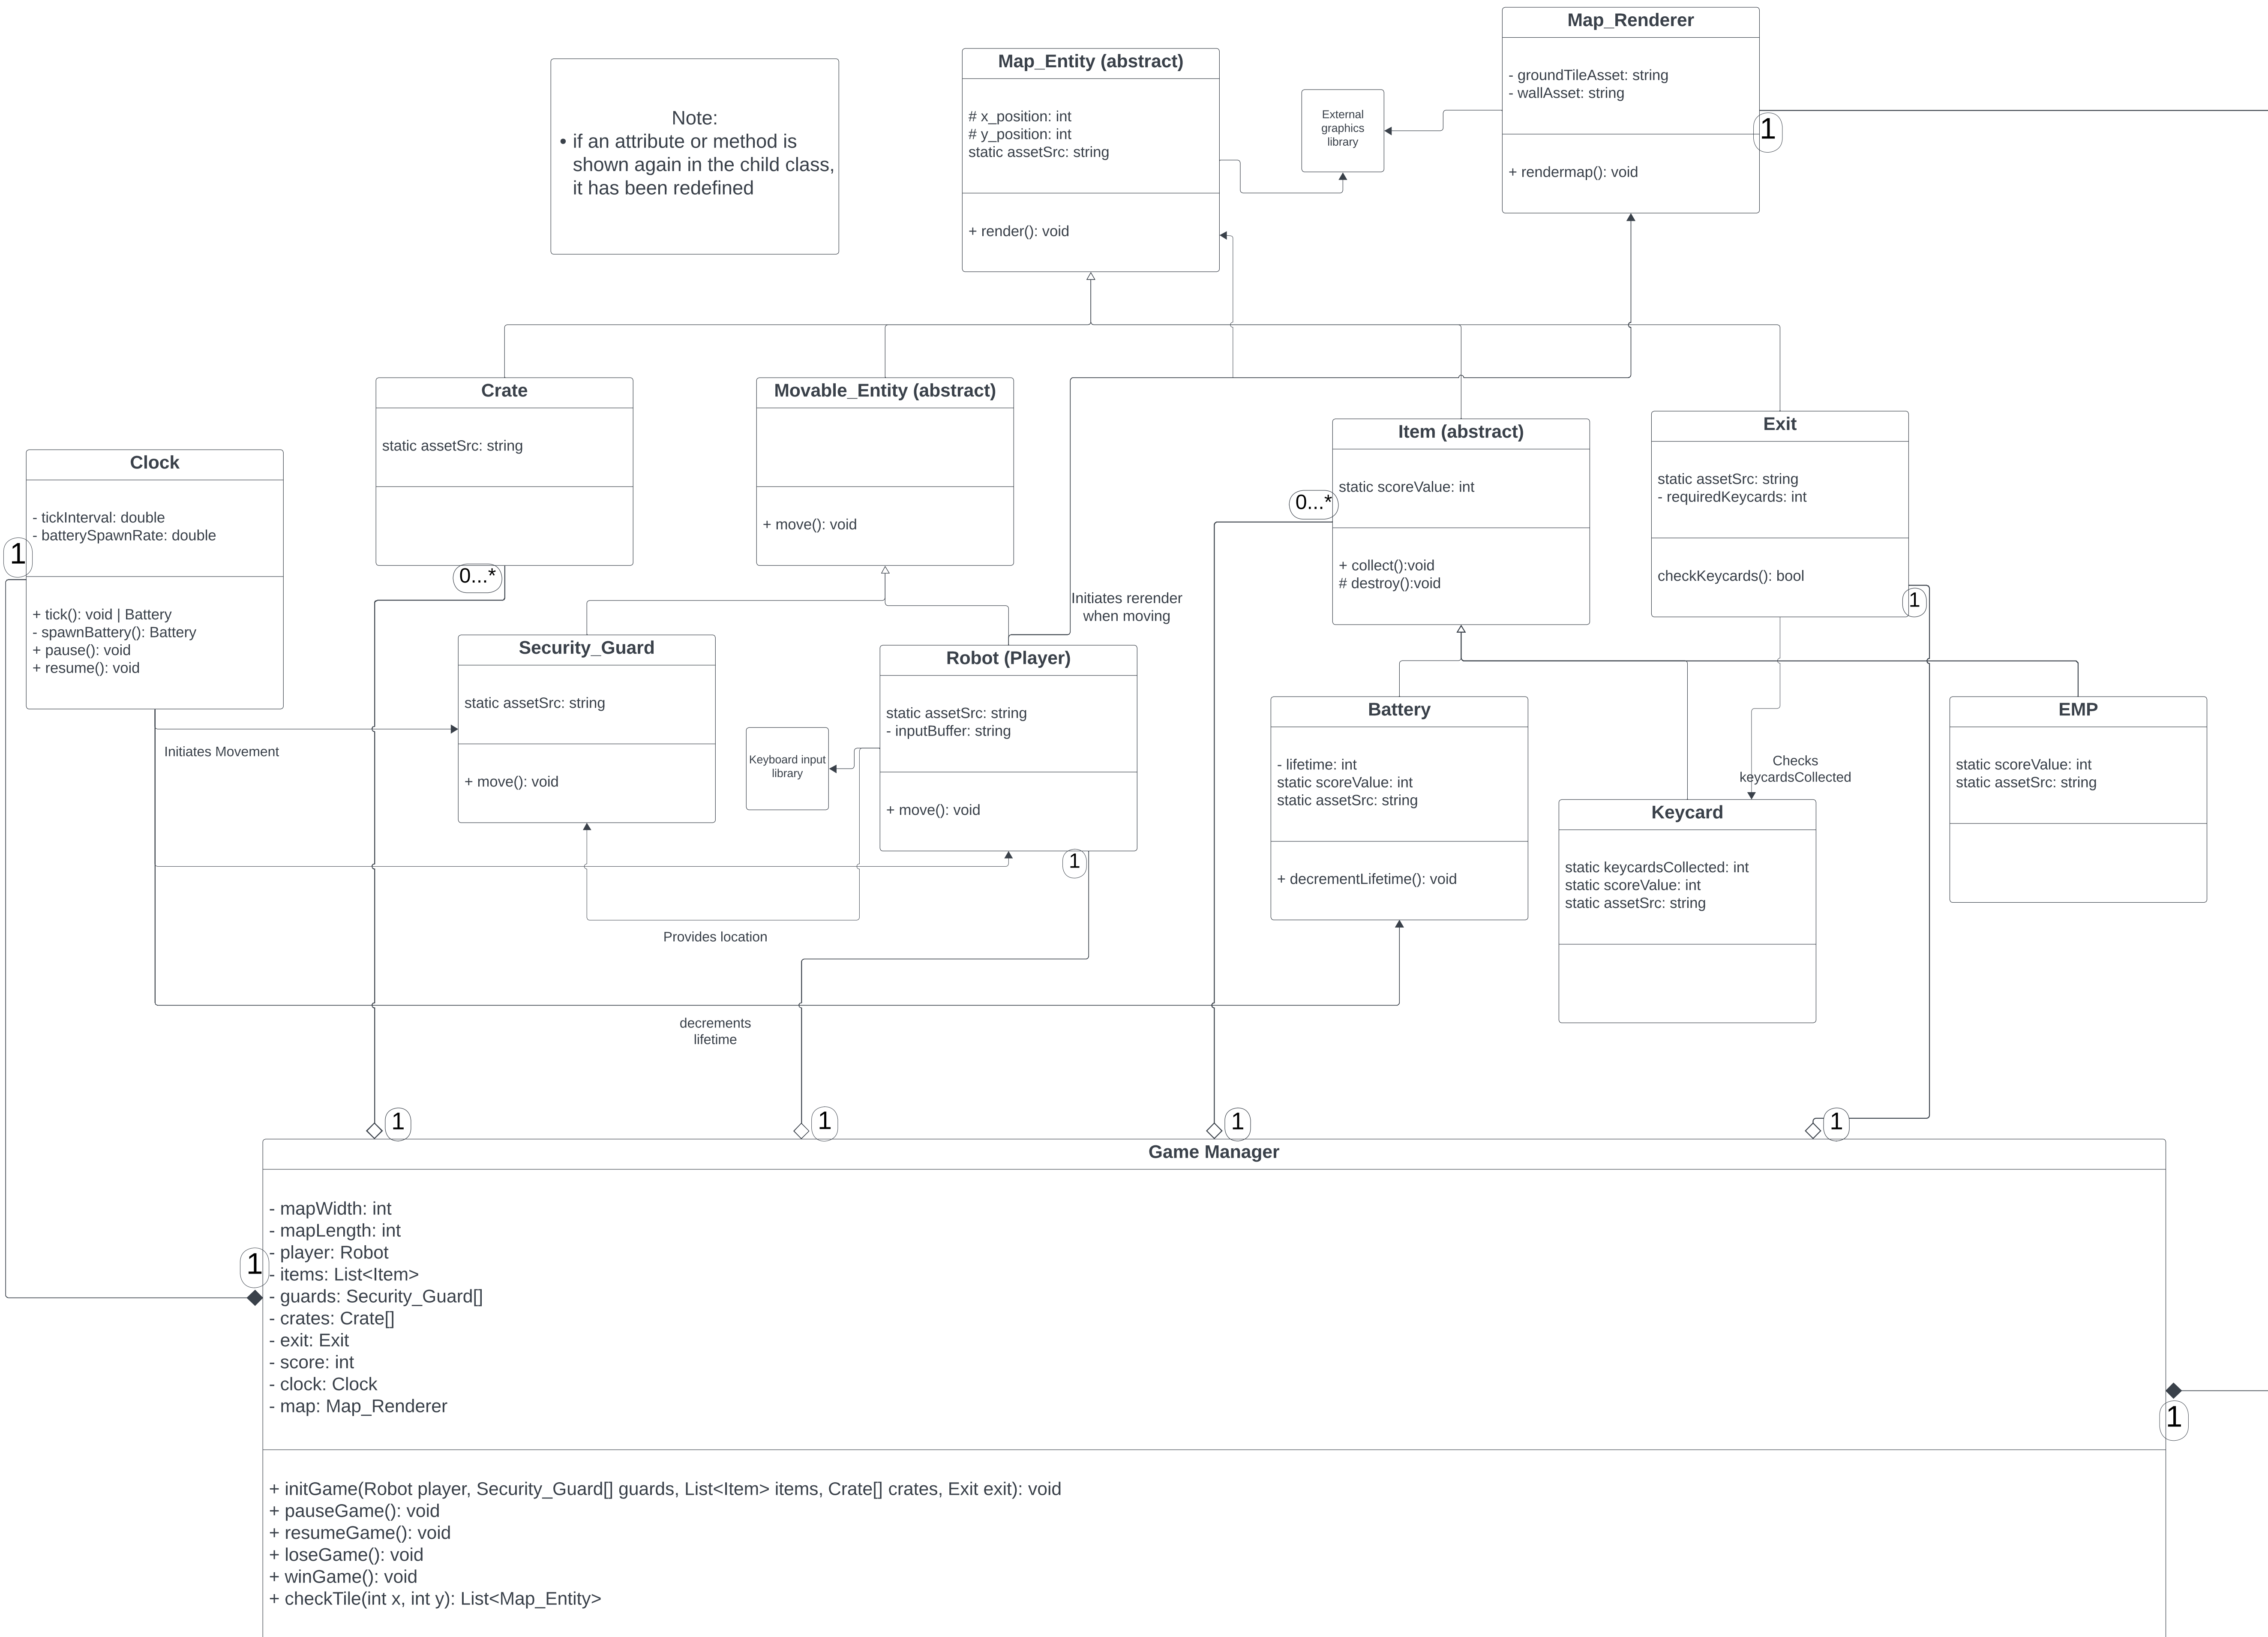 Map_Renderer
- groundTileAsset: string
- wallAsset: string
+ rendermap(): void
1
Map_Entity (abstract)
# x_position: int
# y_position: int
static assetSrc: string
+ render(): void
External
graphics
library
Note:
• if an attribute or method is
shown again in the child class,
it has been redefined
Crate
static assetSrc: string
0...*
Movable_Entity (abstract)
+ move(): void
Item (abstract)
static scoreValue: int
+ collect():void
# destroy():void
0...*
Exit
static assetSrc: string
- requiredKeycards: int
checkKeycards(): bool
1
Clock
- tickInterval: double
- batterySpawnRate: double
+ tick(): void | Battery
- spawnBattery(): Battery
+ pause(): void
+ resume(): void
1
Initiates rerender
when moving
Security_Guard
static assetSrc: string
+ move(): void
Robot (Player)
static assetSrc: string
- inputBuffer: string
+ move(): void
1
Keyboard input
library
Initiates Movement
Battery
- lifetime: int
static scoreValue: int
static assetSrc: string
+ decrementLifetime(): void
Checks
keycardsCollected
Keycard
static keycardsCollected: int
static scoreValue: int
static assetSrc: string
EMP
static scoreValue: int
static assetSrc: string
Provides location
decrements
lifetime
1
1
1
1
Game Manager
- mapWidth: int
- mapLength: int
- player: Robot
- items: List<Item>
- guards: Security_Guard[]
- crates: Crate[]
- exit: Exit
- score: int
- clock: Clock
- map: Map_Renderer
1
1
+ initGame(Robot player, Security_Guard[] guards, List<Item> items, Crate[] crates, Exit exit): void
+ pauseGame(): void
+ resumeGame(): void
+ loseGame(): void
+ winGame(): void
+ checkTile(int x, int y): List<Map_Entity>